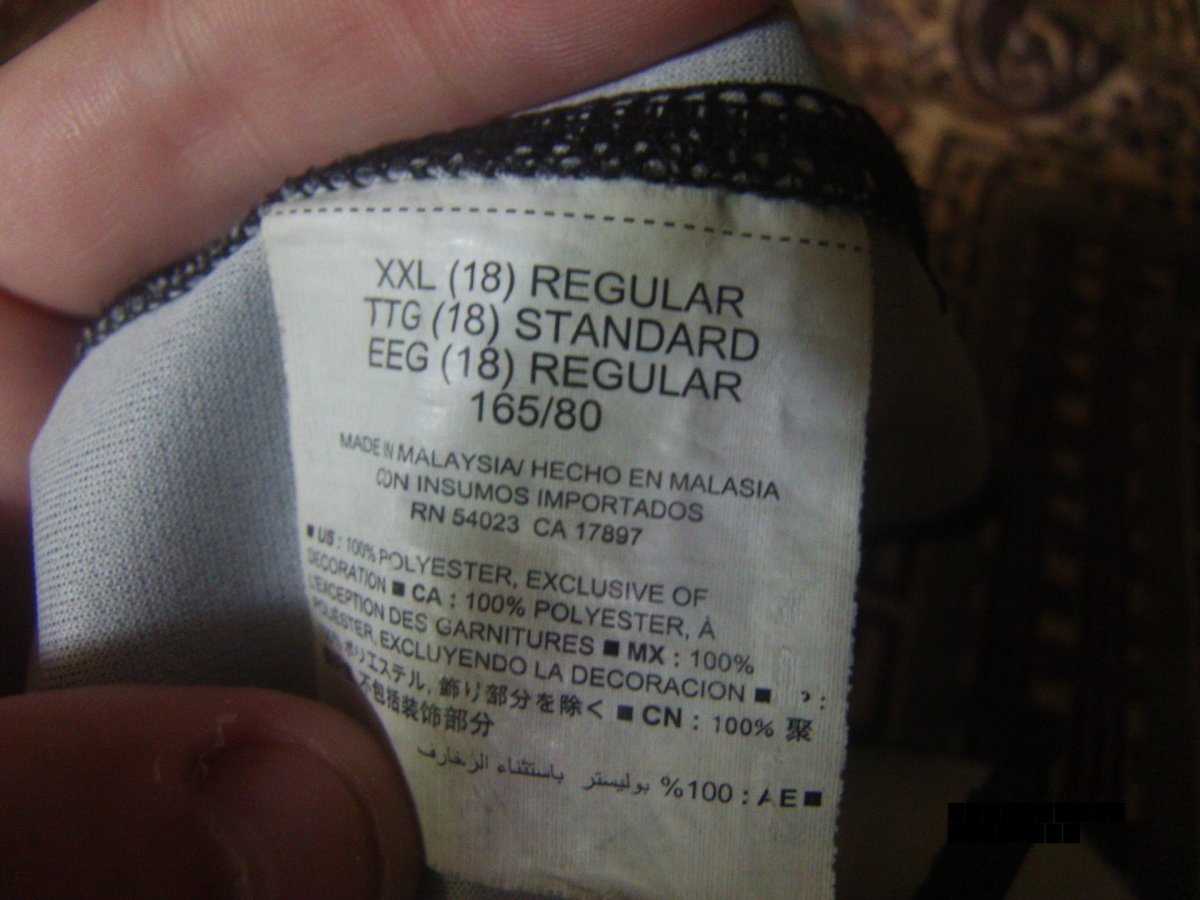 XXL (18) REGULAR
TTG (18) STANDARD
EEG (18) REGULAR
165/80
MADE IN MALAYSIA/ HECHO EN MALASIA
CON INSUMOS IMPORTADOS
RN 54023 CA 17897
■ US : 100% POLYESTER, EXCLUSIVE OF
DECORATION ■ CA : 100% POLYESTER, À
L'EXCEPTION DES GARNITURES ■ MX : 100%
POLIÉSTER, EXCLUYENDO LA DECORACION ■ :
ポリエステル, 飾り部分を除く ■ CN : 100% 聚
不包括装饰部分
■ AE : 100% بوليستر باستثناء الزخارف